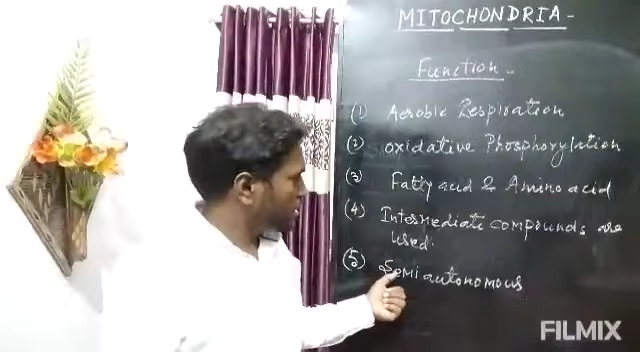 MITOCHONDRIA -
Function ..
(1) Aerobic Respiration
(2) oxidative Phosphorylation
(3) Fatty acid & Amino acid
(4) Intermediate compounds are
used.
(5) Semi autonomous
FILMIX